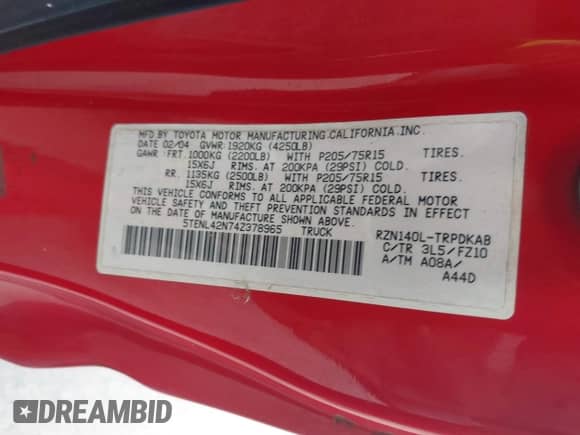 MFD BY TOYOTA MOTOR MANUFACTURING,CALIFORNIA,INC.
DATE 02/04 GVWR:1920KG (4250LB)
GAWR: FRT.1000KG (2200LB) WITH P205/75R15 TIRES.
15X6J RIMS. AT 200KPA (29PSI) COLD.
RR. 1135KG (2500LB) WITH P205/75R15 TIRES.
15X6J RIMS. AT 200KPA (29PSI) COLD.
THIS VEHICLE CONFORMS TO ALL APPLICABLE FEDERAL MOTOR
VEHICLE SAFETY AND THEFT PREVENTION STANDARDS IN EFFECT
ON THE DATE OF MANUFACTURE SHOWN ABOVE.
5TENL42N74Z378965 TRUCK
RZN140L-TRPDKAB
C/TR 3L5/FZ10
A/TM A08A/
A44D
DREAMBID